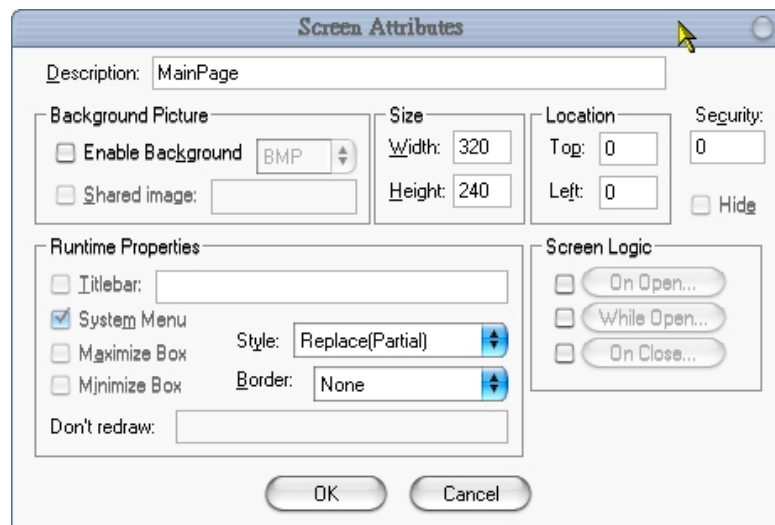 Screen Attributes
Description: MainPage
Background Picture
Enable Background BMP
Shared image:
Size
Width: 320
Height: 240
Location
Top: 0
Left: 0
Security:
0
Hide
Runtime Properties
Titlebar:
System Menu
Maximize Box
Minimize Box
Style: Replace(Partial)
Border: None
Don't redraw:
Screen Logic
On Open...
While Open...
On Close...
OK Cancel